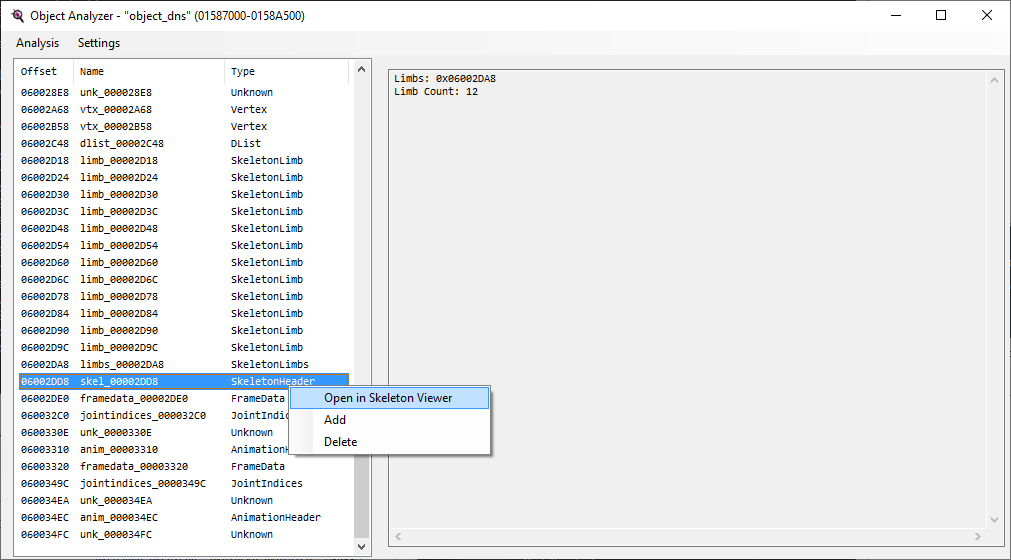 Object Analyzer - "object_dns" (01587000-0158A500)
Analysis Settings
Offset Name Type
060028E8 unk_000028E8 Unknown
06002A68 vtx_00002A68 Vertex
06002B58 vtx_00002B58 Vertex
06002C48 dlist_00002C48 DList
06002D18 limb_00002D18 SkeletonLimb
06002D24 limb_00002D24 SkeletonLimb
06002D30 limb_00002D30 SkeletonLimb
06002D3C limb_00002D3C SkeletonLimb
06002D48 limb_00002D48 SkeletonLimb
06002D54 limb_00002D54 SkeletonLimb
06002D60 limb_00002D60 SkeletonLimb
06002D6C limb_00002D6C SkeletonLimb
06002D78 limb_00002D78 SkeletonLimb
06002D84 limb_00002D84 SkeletonLimb
06002D90 limb_00002D90 SkeletonLimb
06002D9C limb_00002D9C SkeletonLimb
06002DA8 limbs_00002DA8 SkeletonLimbs
06002DD8 skel_00002DD8 SkeletonHeader
06002DE0 framedata_00002DE0 FrameData
060032C0 jointindices_000032C0 JointIndic
0600330E unk_0000330E Unknown
06003310 anim_00003310 AnimationH
06003320 framedata_00003320 FrameData
0600349C jointindices_0000349C JointIndices
060034EA unk_000034EA Unknown
060034EC anim_000034EC AnimationHeader
060034FC unk_000034FC Unknown
Open in Skeleton Viewer
Add
Delete
Limbs: 0x06002DA8
Limb Count: 12